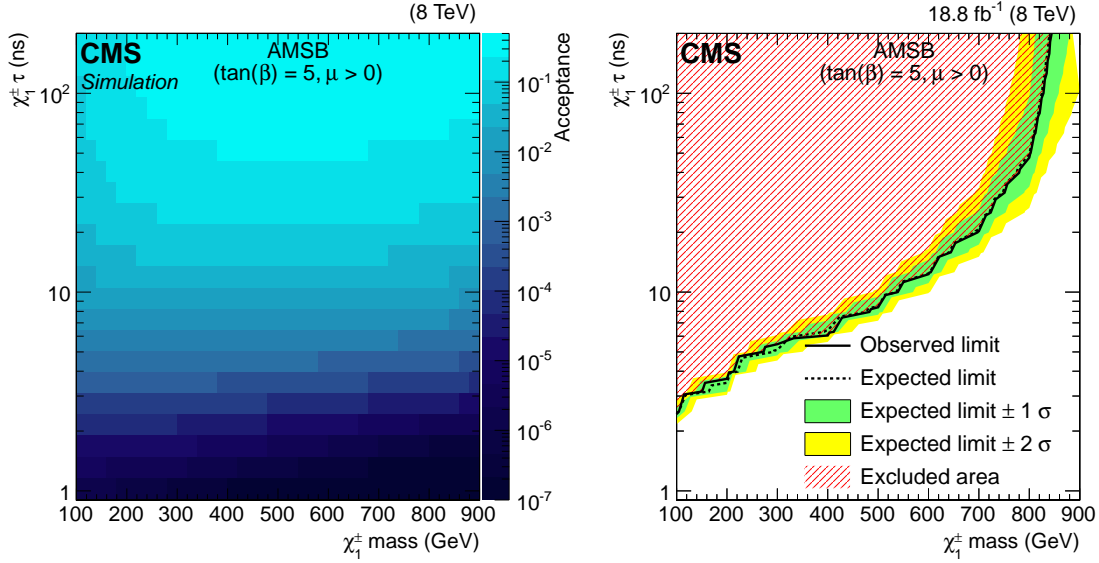 (8 TeV)
CMS
Simulation
AMSB
(tan(β) = 5, μ > 0)
χ₁± τ (ns)
10²
10
1
100 200 300 400 500 600 700 800 900
χ₁± mass (GeV)
Acceptance
10⁻¹
10⁻²
10⁻³
10⁻⁴
10⁻⁵
10⁻⁶
10⁻⁷
18.8 fb⁻¹ (8 TeV)
CMS
AMSB
(tan(β) = 5, μ > 0)
χ₁± τ (ns)
10²
10
1
Observed limit
Expected limit
Expected limit ± 1 σ
Expected limit ± 2 σ
Excluded area
100 200 300 400 500 600 700 800 900
χ₁± mass (GeV)